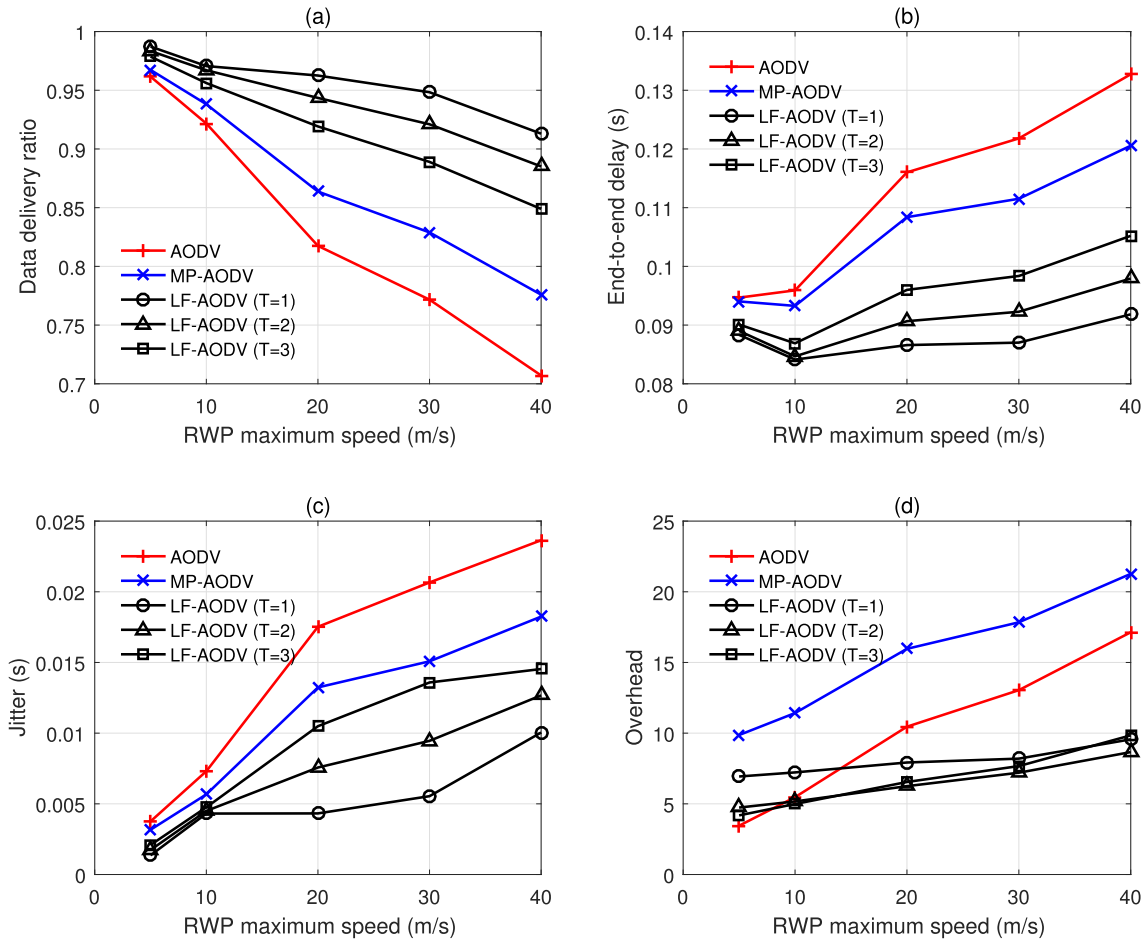 (a)
1
0.95
0.9
0.85
0.8
0.75
0.7
Data delivery ratio
AODV
MP-AODV
LF-AODV (T=1)
LF-AODV (T=2)
LF-AODV (T=3)
0 10 20 30 40
RWP maximum speed (m/s)
(b)
0.14
0.13
0.12
0.11
0.1
0.09
0.08
End-to-end delay (s)
AODV
MP-AODV
LF-AODV (T=1)
LF-AODV (T=2)
LF-AODV (T=3)
0 10 20 30 40
RWP maximum speed (m/s)
(c)
0.025
0.02
0.015
0.01
0.005
0
Jitter (s)
AODV
MP-AODV
LF-AODV (T=1)
LF-AODV (T=2)
LF-AODV (T=3)
0 10 20 30 40
RWP maximum speed (m/s)
(d)
25
20
15
10
5
0
Overhead
AODV
MP-AODV
LF-AODV (T=1)
LF-AODV (T=2)
LF-AODV (T=3)
0 10 20 30 40
RWP maximum speed (m/s)